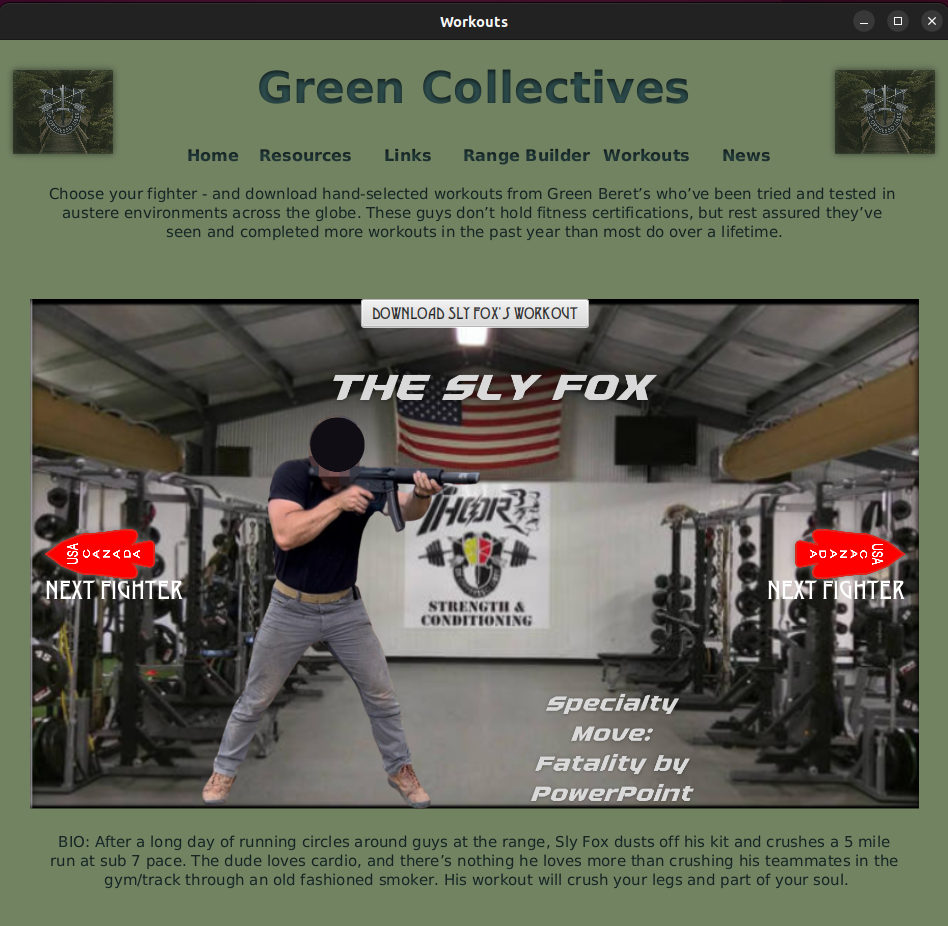 Workouts
Green Collectives
Home Resources Links Range Builder Workouts News
Choose your fighter - and download hand-selected workouts from Green Beret’s who’ve been tried and tested in
austere environments across the globe. These guys don’t hold fitness certifications, but rest assured they’ve
seen and completed more workouts in the past year than most do over a lifetime.
DOWNLOAD SLY FOX'S WORKOUT
THE SLY FOX
THOR3
STRENGTH &
CONDITIONING
USA
CANADA
NEXT FIGHTER
CANADA
USA
NEXT FIGHTER
Specialty
Move:
Fatality by
PowerPoint
BIO: After a long day of running circles around guys at the range, Sly Fox dusts off his kit and crushes a 5 mile
run at sub 7 pace. The dude loves cardio, and there’s nothing he loves more than crushing his teammates in the
gym/track through an old fashioned smoker. His workout will crush your legs and part of your soul.